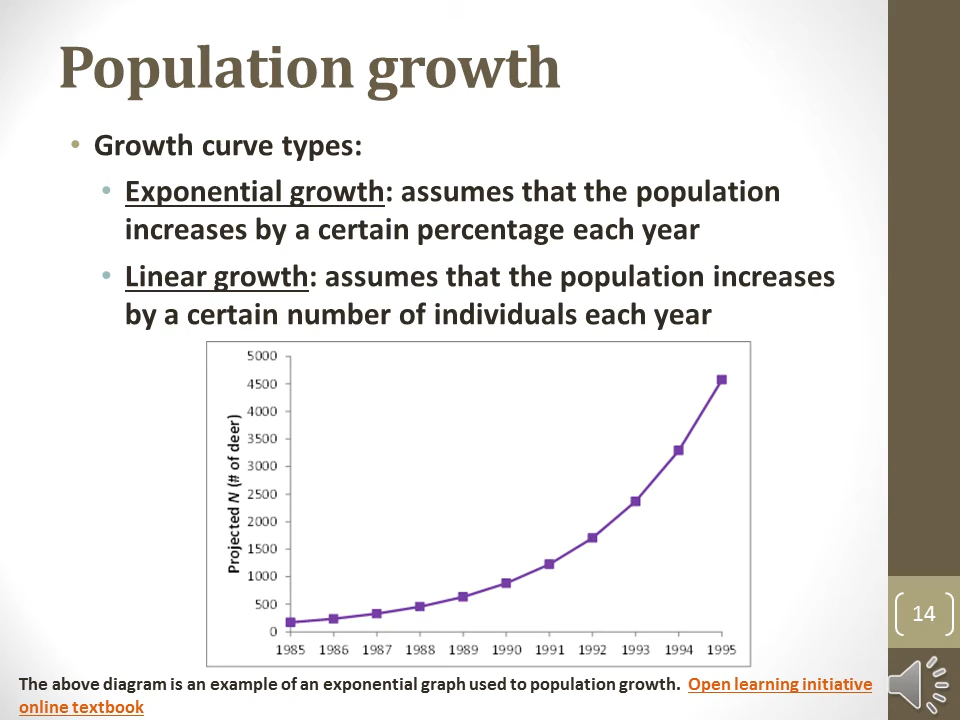 Population growth
• Growth curve types:
• Exponential growth: assumes that the population
increases by a certain percentage each year
• Linear growth: assumes that the population increases
by a certain number of individuals each year
5000
4500
4000
3500
3000
2500
2000
1500
1000
500
0
Projected N (# of deer)
1985 1986 1987 1988 1989 1990 1991 1992 1993 1994 1995
14
The above diagram is an example of an exponential graph used to population growth. Open learning initiative
online textbook